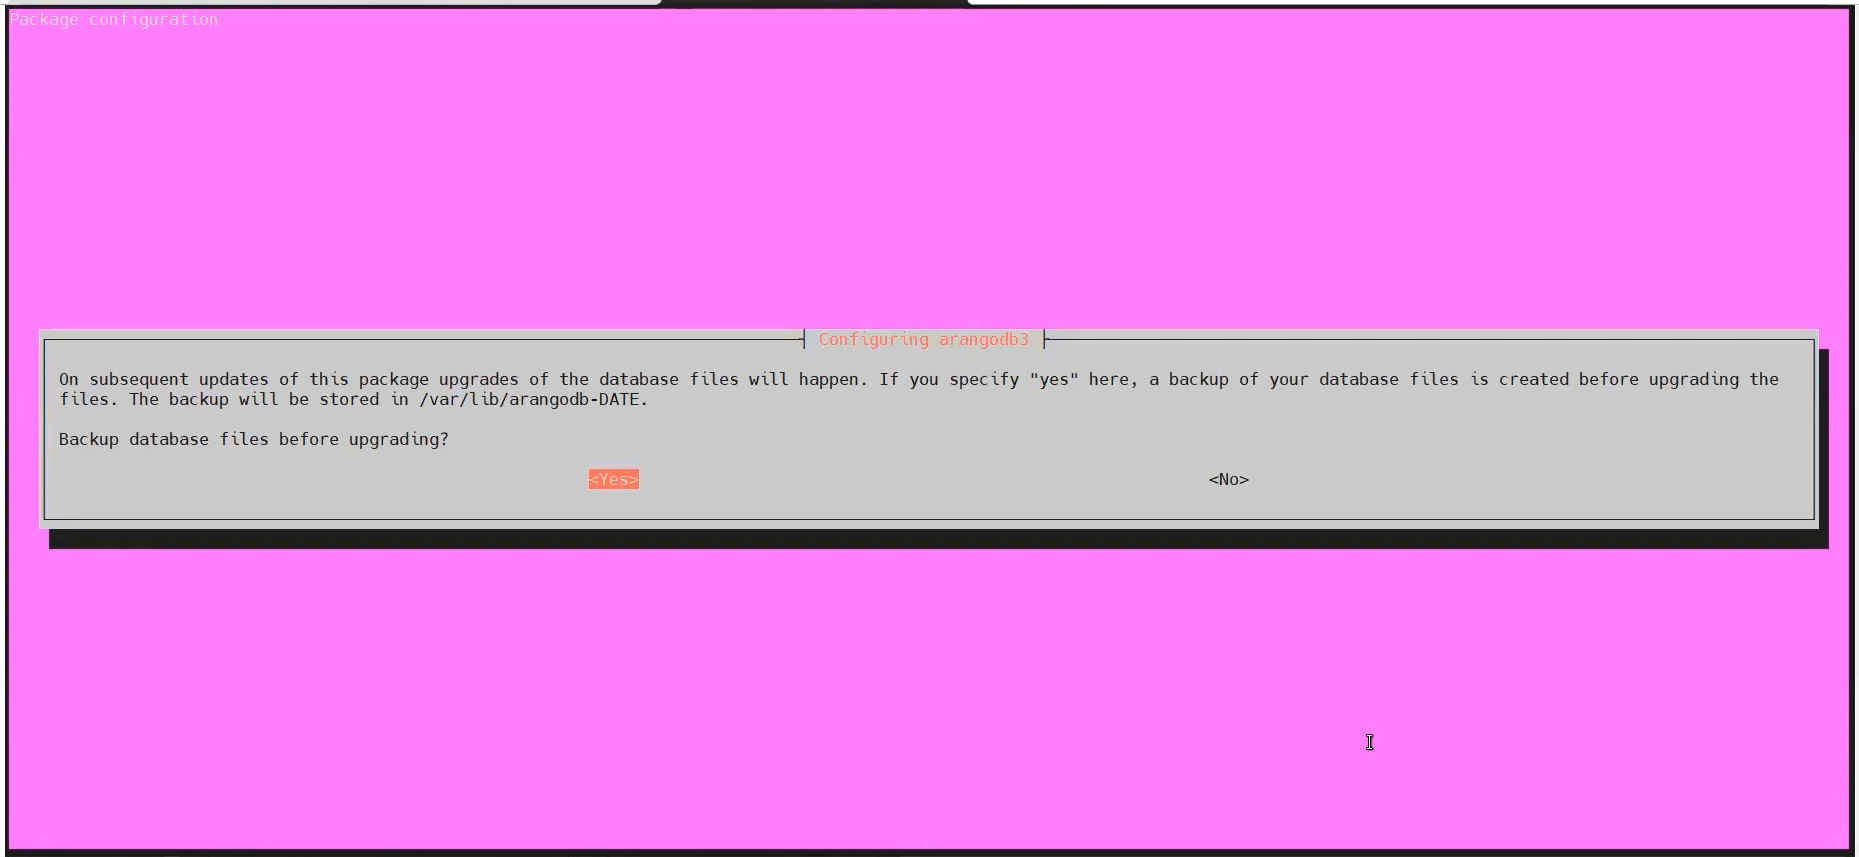 Package configuration
Configuring arangodb3
On subsequent updates of this package upgrades of the database files will happen. If you specify "yes" here, a backup of your database files is created before upgrading the
files. The backup will be stored in /var/lib/arangodb-DATE.
Backup database files before upgrading?
<Yes> <No>